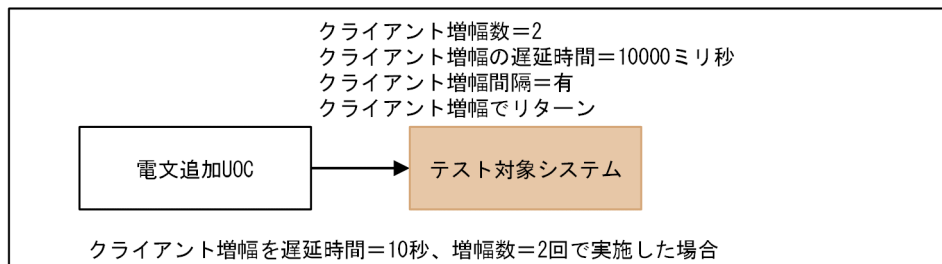 クライアント増幅数＝2
クライアント増幅の遅延時間＝10000ミリ秒
クライアント増幅間隔＝有
クライアント増幅でリターン
電文追加UOC
テスト対象システム
クライアント増幅を遅延時間＝10秒、増幅数＝2回で実施した場合